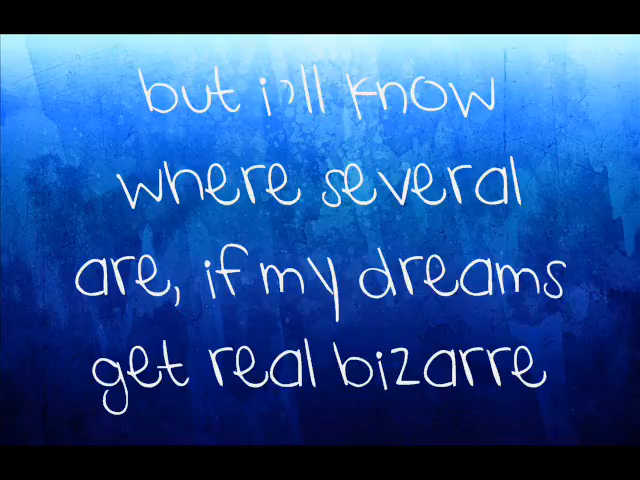 but i'll know
where several
are, if my dreams
get real bizarre